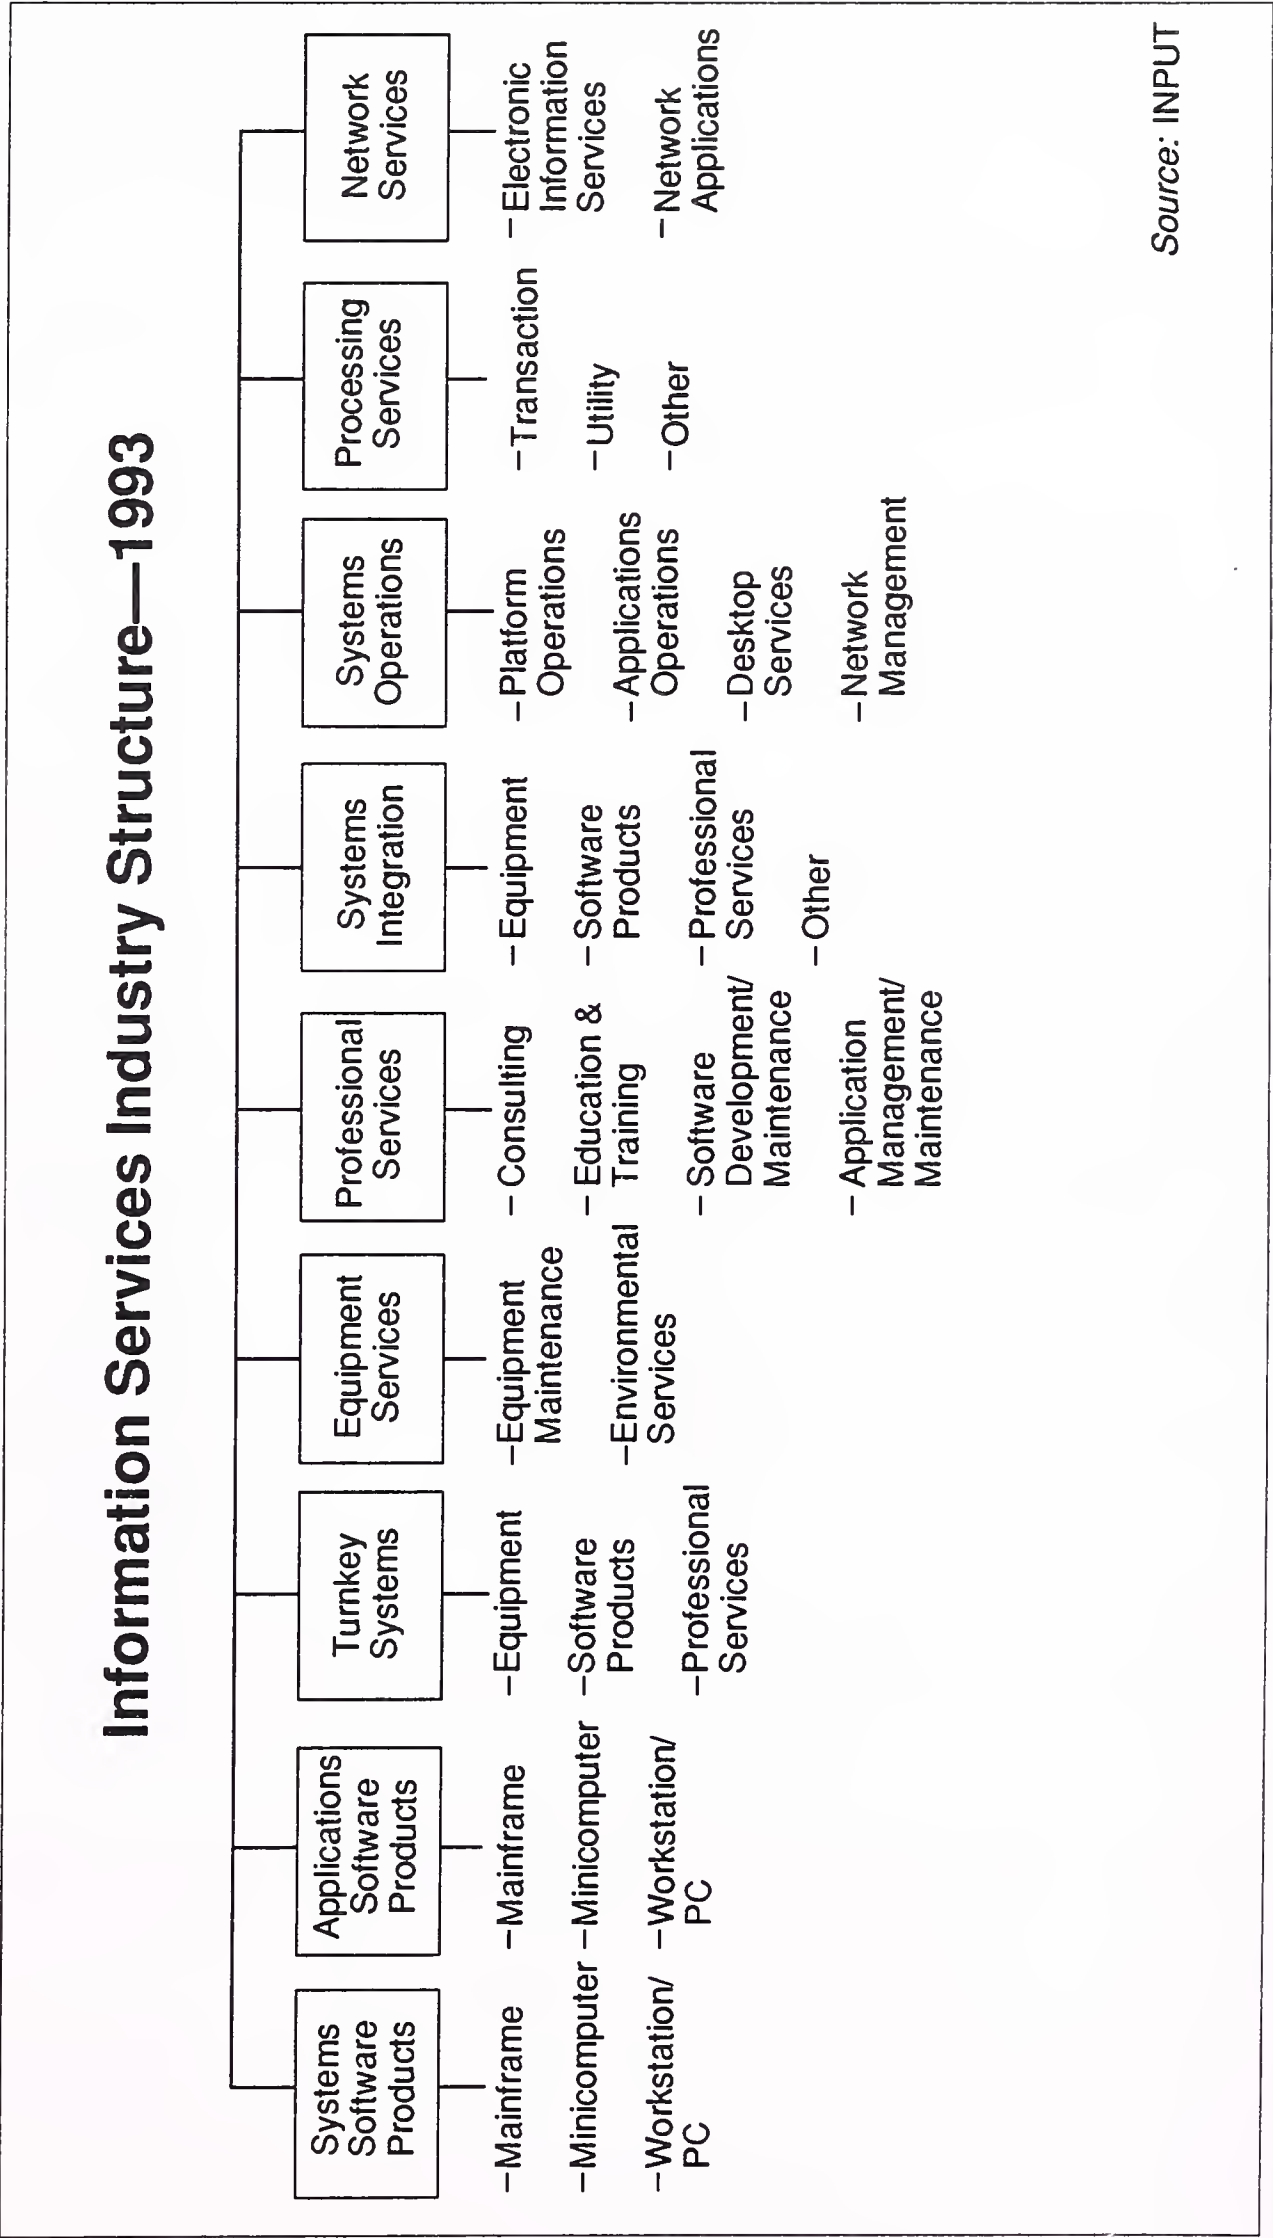 Information Services Industry Structure—1993
Systems
Software
Products
–Mainframe
–Minicomputer
–Workstation/
PC
Applications
Software
Products
–Mainframe
–Minicomputer
–Workstation/
PC
Turnkey
Systems
–Equipment
–Software
Products
–Professional
Services
Equipment
Services
–Equipment
Maintenance
–Environmental
Services
Professional
Services
– Consulting
– Education &
Training
– Software
Development/
Maintenance
– Application
Management/
Maintenance
Systems
Integration
–Equipment
–Software
Products
–Professional
Services
–Other
Systems
Operations
–Platform
Operations
–Applications
Operations
–Desktop
Services
–Network
Management
Processing
Services
–Transaction
–Utility
–Other
Network
Services
–Electronic
Information
Services
–Network
Applications
Source: INPUT